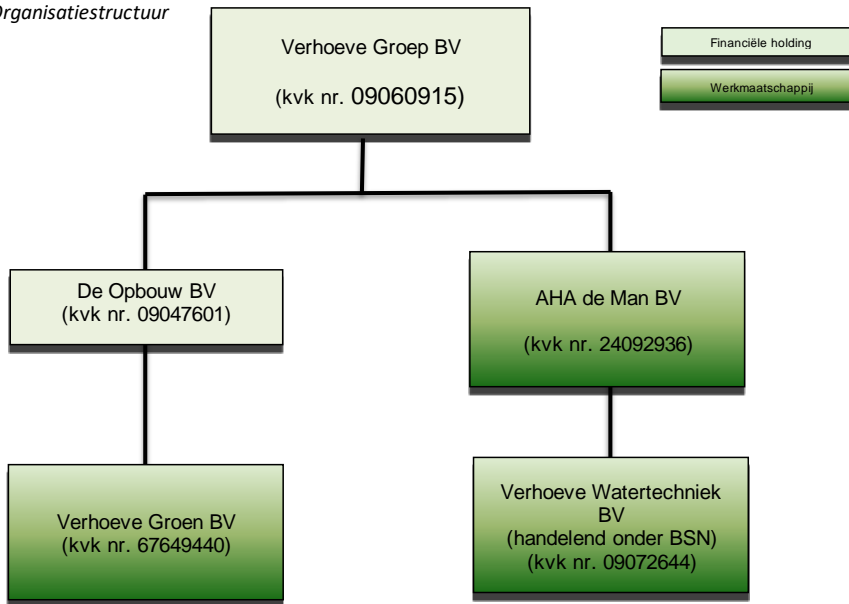 Organisatiestructuur
Verhoeve Groep BV
(kvk nr. 09060915)
Financiële holding
Werkmaatschappij
De Opbouw BV
(kvk nr. 09047601)
AHA de Man BV
(kvk nr. 24092936)
Verhoeve Groen BV
(kvk nr. 67649440)
Verhoeve Watertechniek
BV
(handelend onder BSN)
(kvk nr. 09072644)